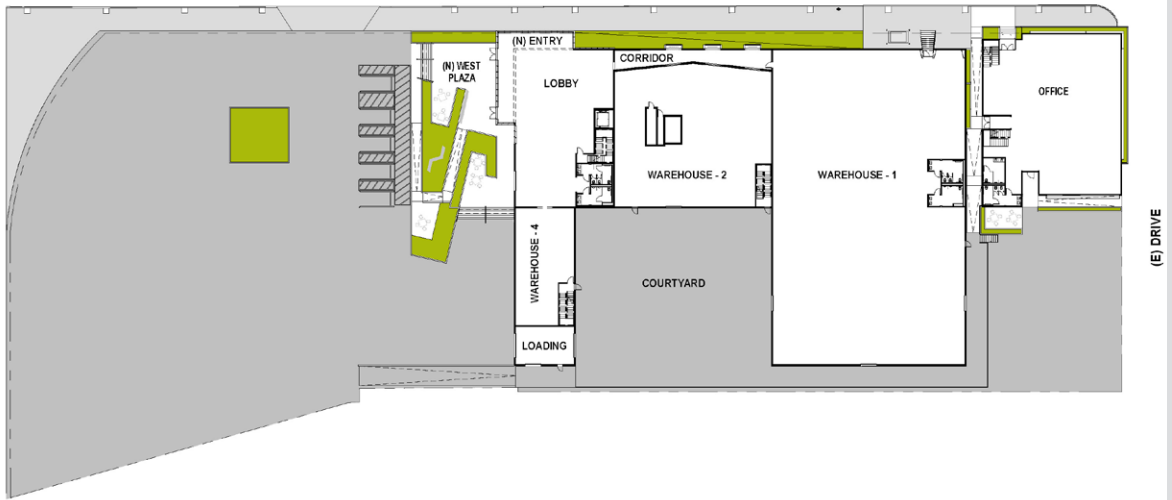 (N) ENTRY
(N) WEST
PLAZA
LOBBY
CORRIDOR
OFFICE
WAREHOUSE - 2
WAREHOUSE - 1
WAREHOUSE - 4
COURTYARD
LOADING
(E) DRIVE